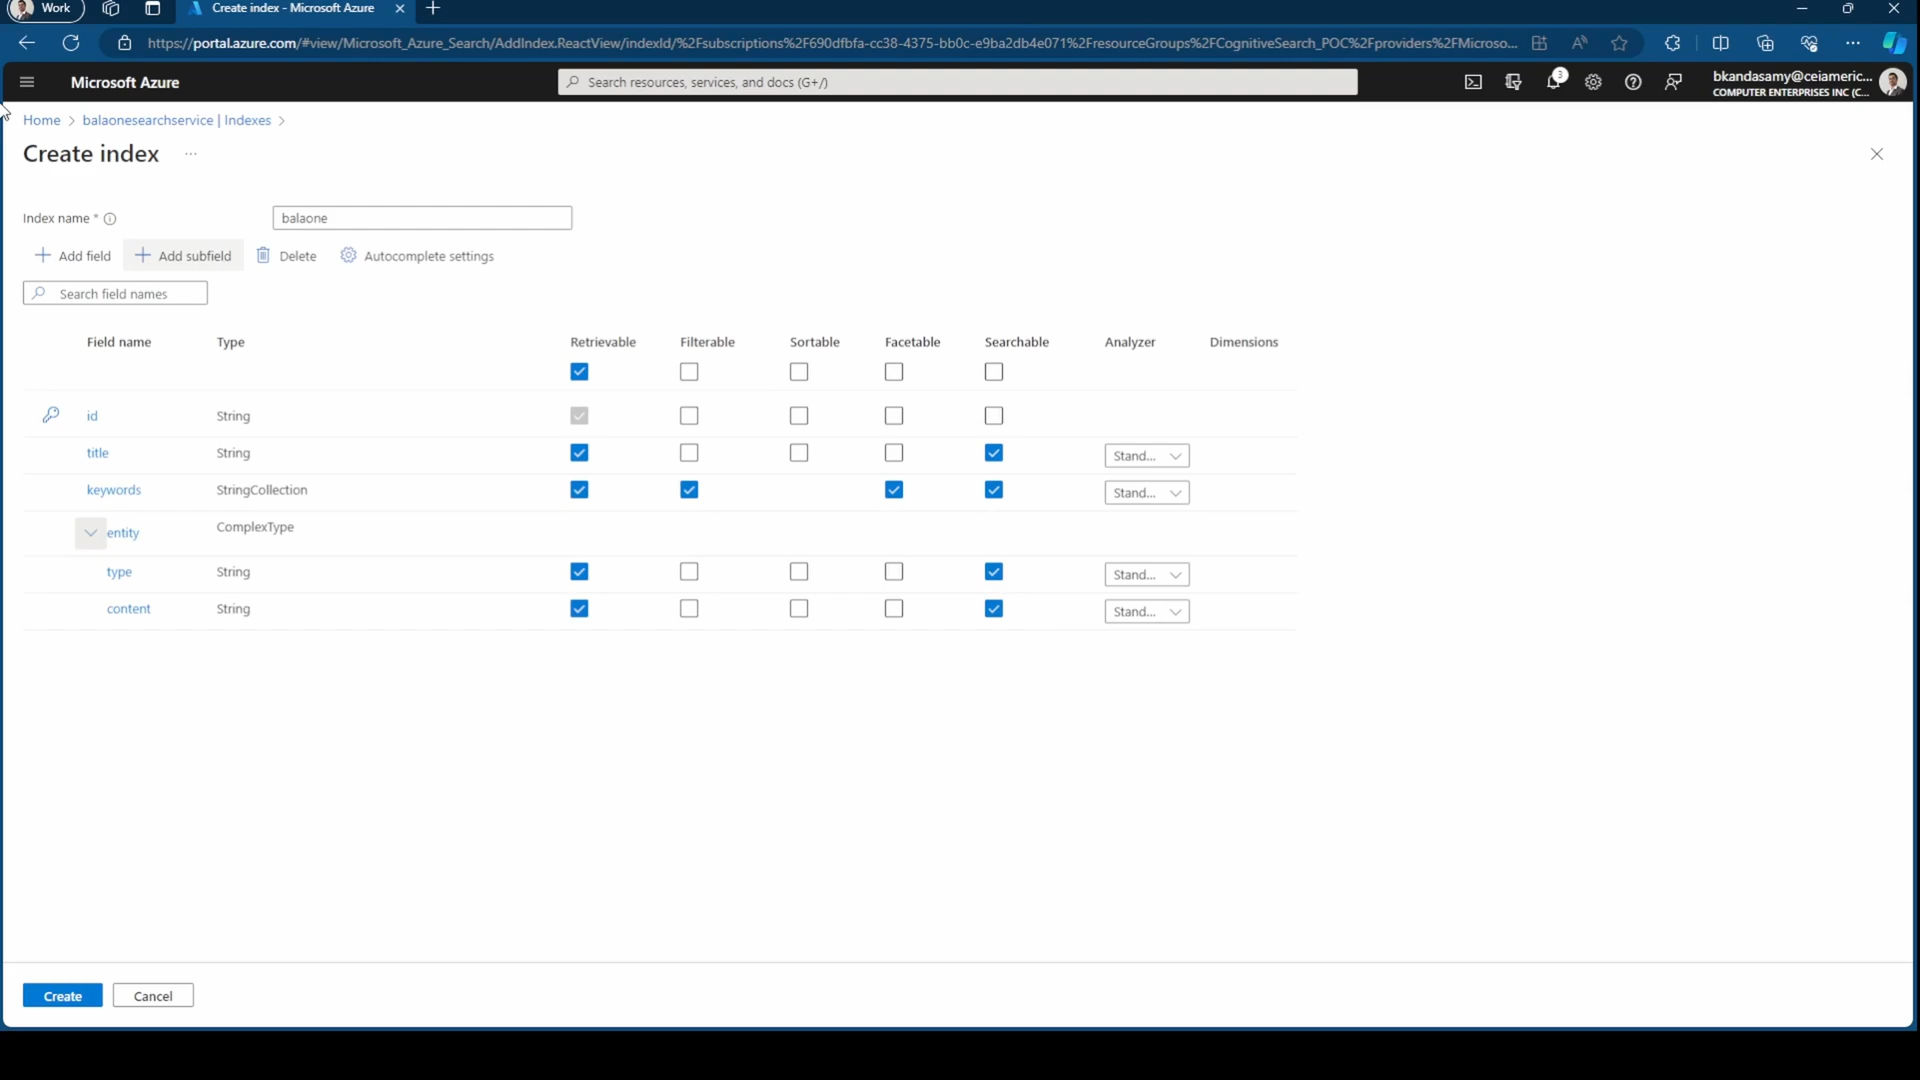 Work
Create index - Microsoft Azure
https://portal.azure.com/#view/Microsoft_Azure_Search/AddIndex.ReactView/indexId/%2Fsubscriptions%2F690dfbfa-cc38-4375-bb0c-e9ba2db4e071%2FresourceGroups%2FCognitiveSearch_POC%2Fproviders%2FMicroso...
Microsoft Azure
Search resources, services, and docs (G+/)
3
bkandasamy@ceiameric...
COMPUTER ENTERPRISES INC (C...
Home > balaonesearchservice | Indexes >
Create index ...
Index name *
balaone
Add field
Add subfield
Delete
Autocomplete settings
Search field names
Field name Type Retrievable Filterable Sortable Facetable Searchable Analyzer Dimensions
id String
title String Stand...
keywords StringCollection Stand...
entity ComplexType
type String Stand...
content String Stand...
Create Cancel